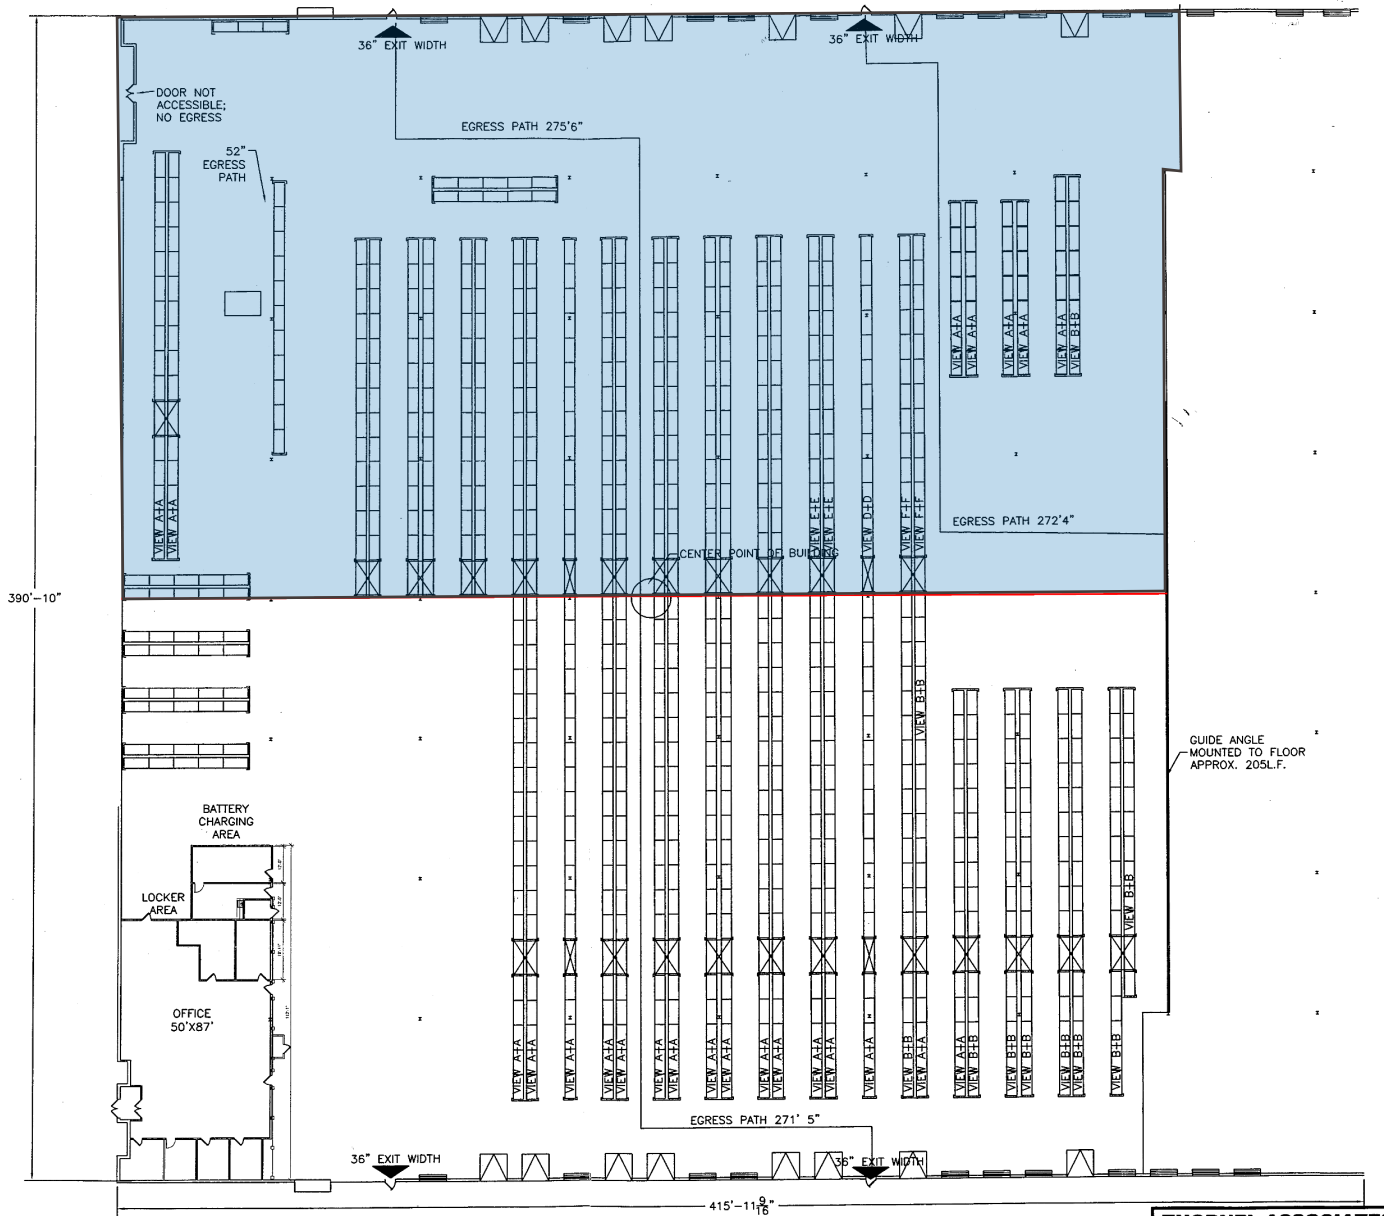 36" EXIT WIDTH
36" EXIT WIDTH
DOOR NOT
ACCESSIBLE;
NO EGRESS
EGRESS PATH 275'6"
52"
EGRESS
PATH
VIEW A+A
VIEW A+A
VIEW A+A
VIEW A+A
VIEW A+A
VIEW B+B
VIEW A+A
VIEW A+A
VIEW E+E
VIEW E+E
VIEW D+D
VIEW F+F
VIEW F+F
EGRESS PATH 272'4"
CENTER POINT OF BUILDING
390'-10"
VIEW B+B
GUIDE ANGLE
MOUNTED TO FLOOR
APPROX. 205L.F.
BATTERY
CHARGING
AREA
LOCKER
AREA
VIEW B+B
OFFICE
50'X87'
VIEW A+A
VIEW A+A
VIEW A+A
VIEW A+A
VIEW A+A
VIEW A+A
VIEW A+A
VIEW A+A
VIEW A+A
VIEW A+A
VIEW A+A
VIEW A+A
VIEW A+A
VIEW B+B
VIEW A+A
VIEW A+A
VIEW B+B
VIEW B+B
VIEW B+B
VIEW B+B
VIEW B+B
VIEW B+B
EGRESS PATH 271' 5"
36" EXIT WIDTH
36" EXIT WIDTH
415'-11 9/16"